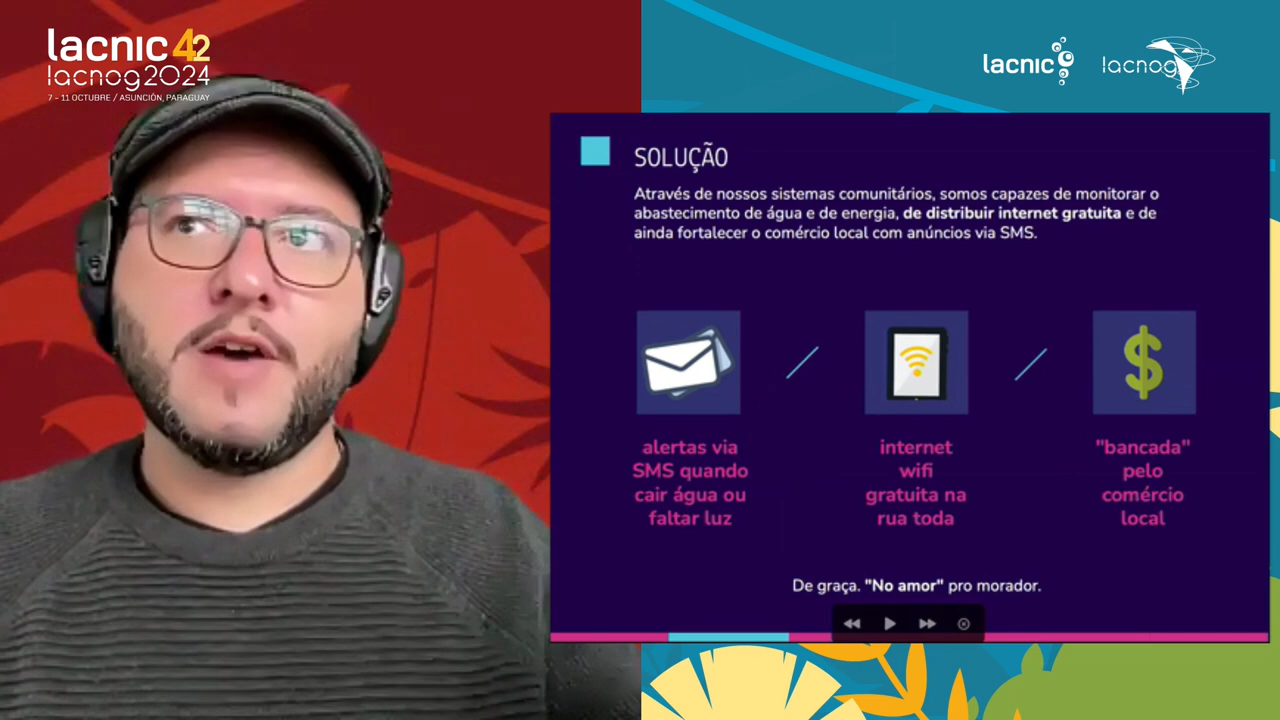 lacnic 42
lacnog2024
7 - 11 OCTUBRE / ASUNCIÓN, PARAGUAY
lacnic
lacnog
SOLUÇÃO
Através de nossos sistemas comunitários, somos capazes de monitorar o
abastecimento de água e de energia, de distribuir internet gratuita e de
ainda fortalecer o comércio local com anúncios via SMS.
alertas via
SMS quando
cair água ou
faltar luz
internet
wifi
gratuita na
rua toda
"bancada"
pelo
comércio
local
De graça. "No amor" pro morador.